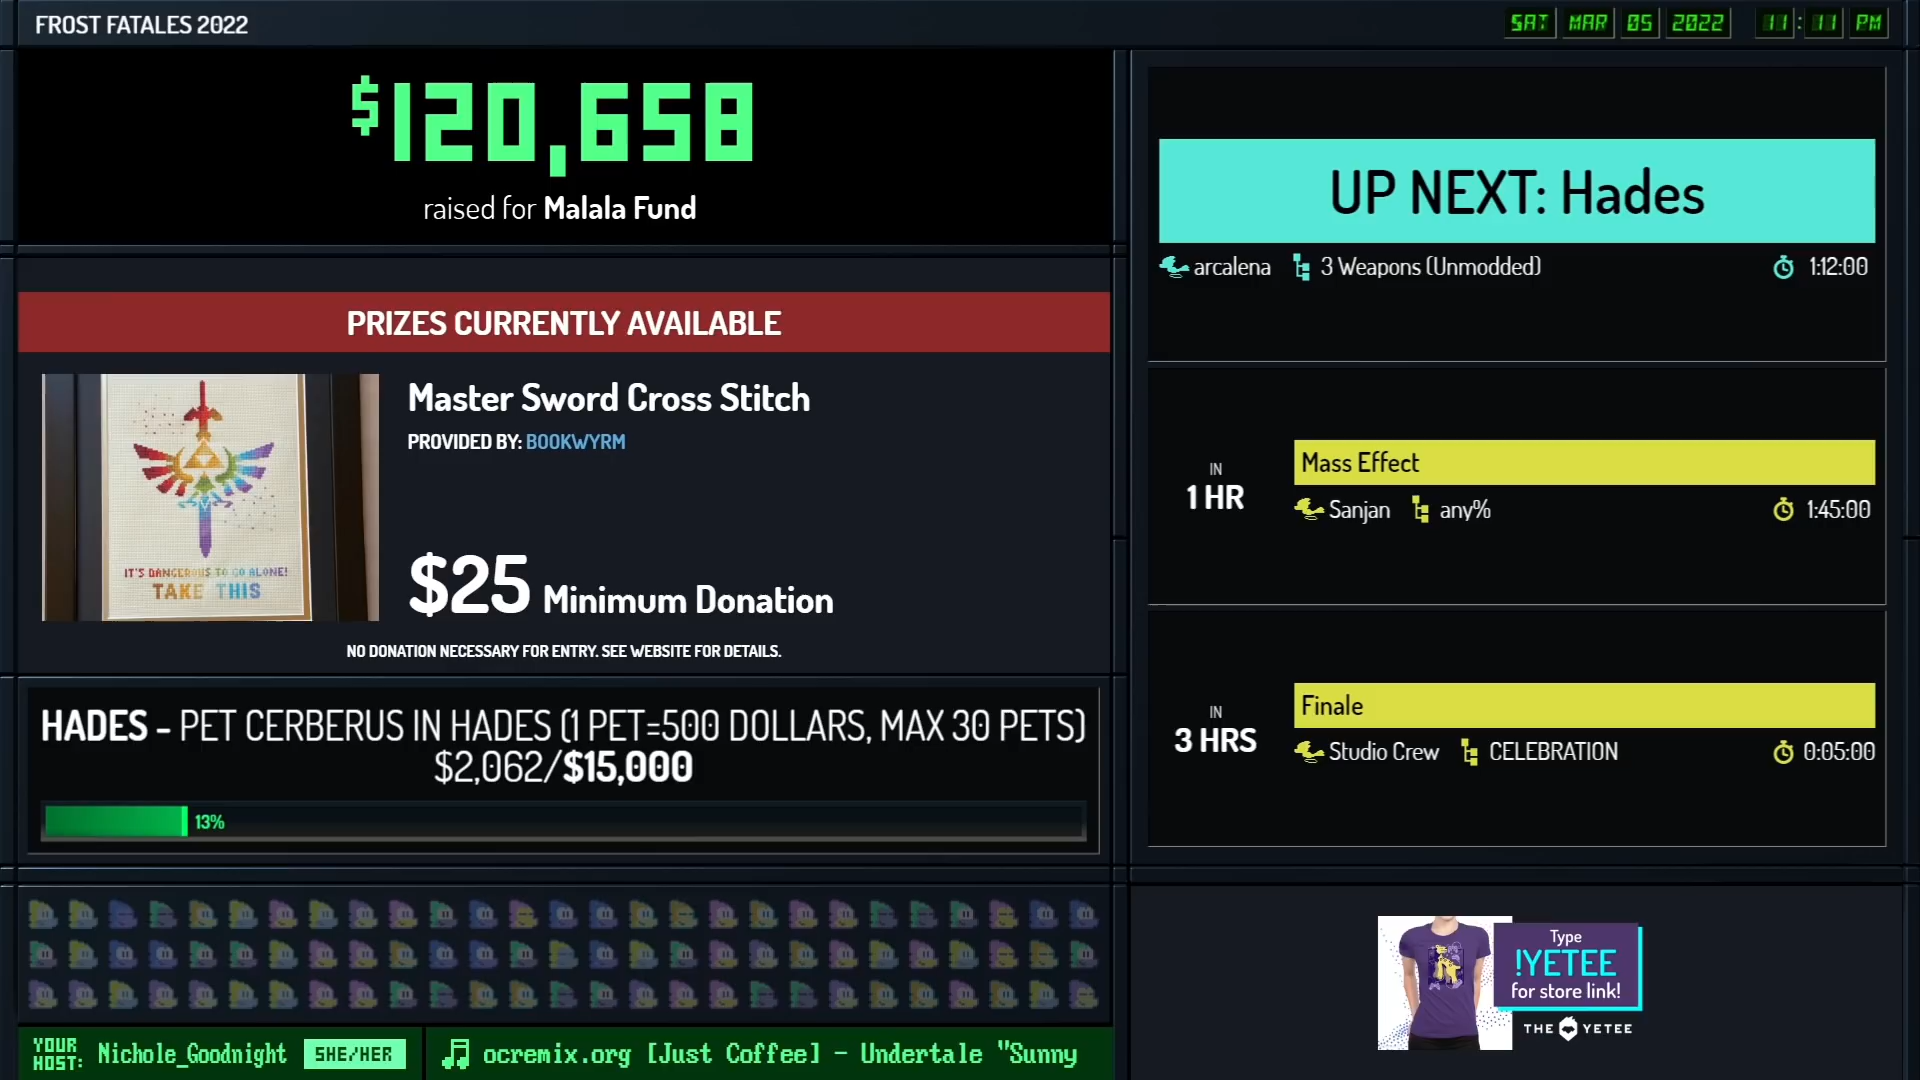 FROST FATALES 2022
SAT MAR 05 2022 11:11 PM
$120,658
raised for Malala Fund
PRIZES CURRENTLY AVAILABLE
IT'S DANGEROUS TO GO ALONE!
TAKE THIS
Master Sword Cross Stitch
PROVIDED BY: BOOKWYRM
$25 Minimum Donation
NO DONATION NECESSARY FOR ENTRY. SEE WEBSITE FOR DETAILS.
HADES - PET CERBERUS IN HADES (1 PET=500 DOLLARS, MAX 30 PETS)
$2,062/$15,000
13%
YOUR HOST: Nichole_Goodnight SHE/HER
ocremix.org [Just Coffee] - Undertale "Sunny
UP NEXT: Hades
arcalena 3 Weapons (Unmodded) 1:12:00
IN
1 HR
Mass Effect
Sanjan any% 1:45:00
IN
3 HRS
Finale
Studio Crew CELEBRATION 0:05:00
Type
!YETEE
for store link!
THE YETEE